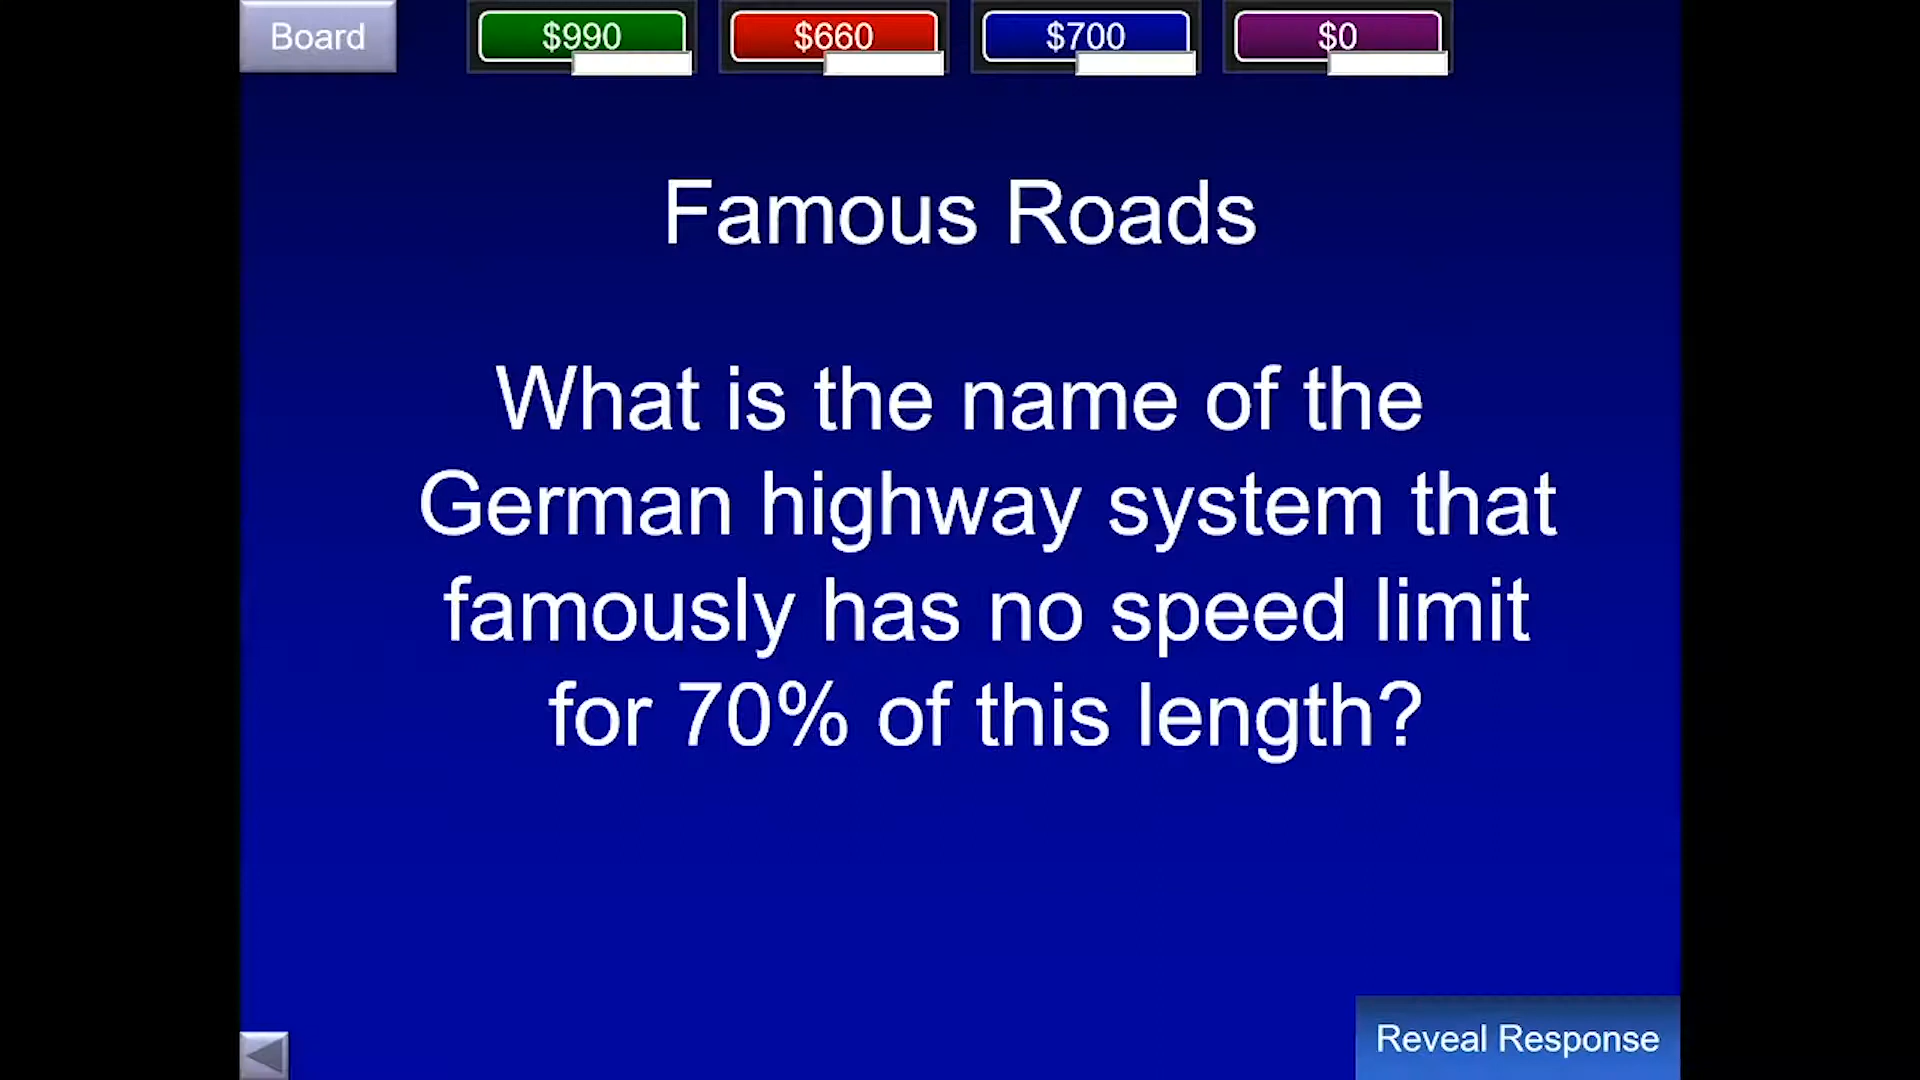 Board
$990
$660
$700
$0
Famous Roads
What is the name of the
German highway system that
famously has no speed limit
for 70% of this length?
Reveal Response